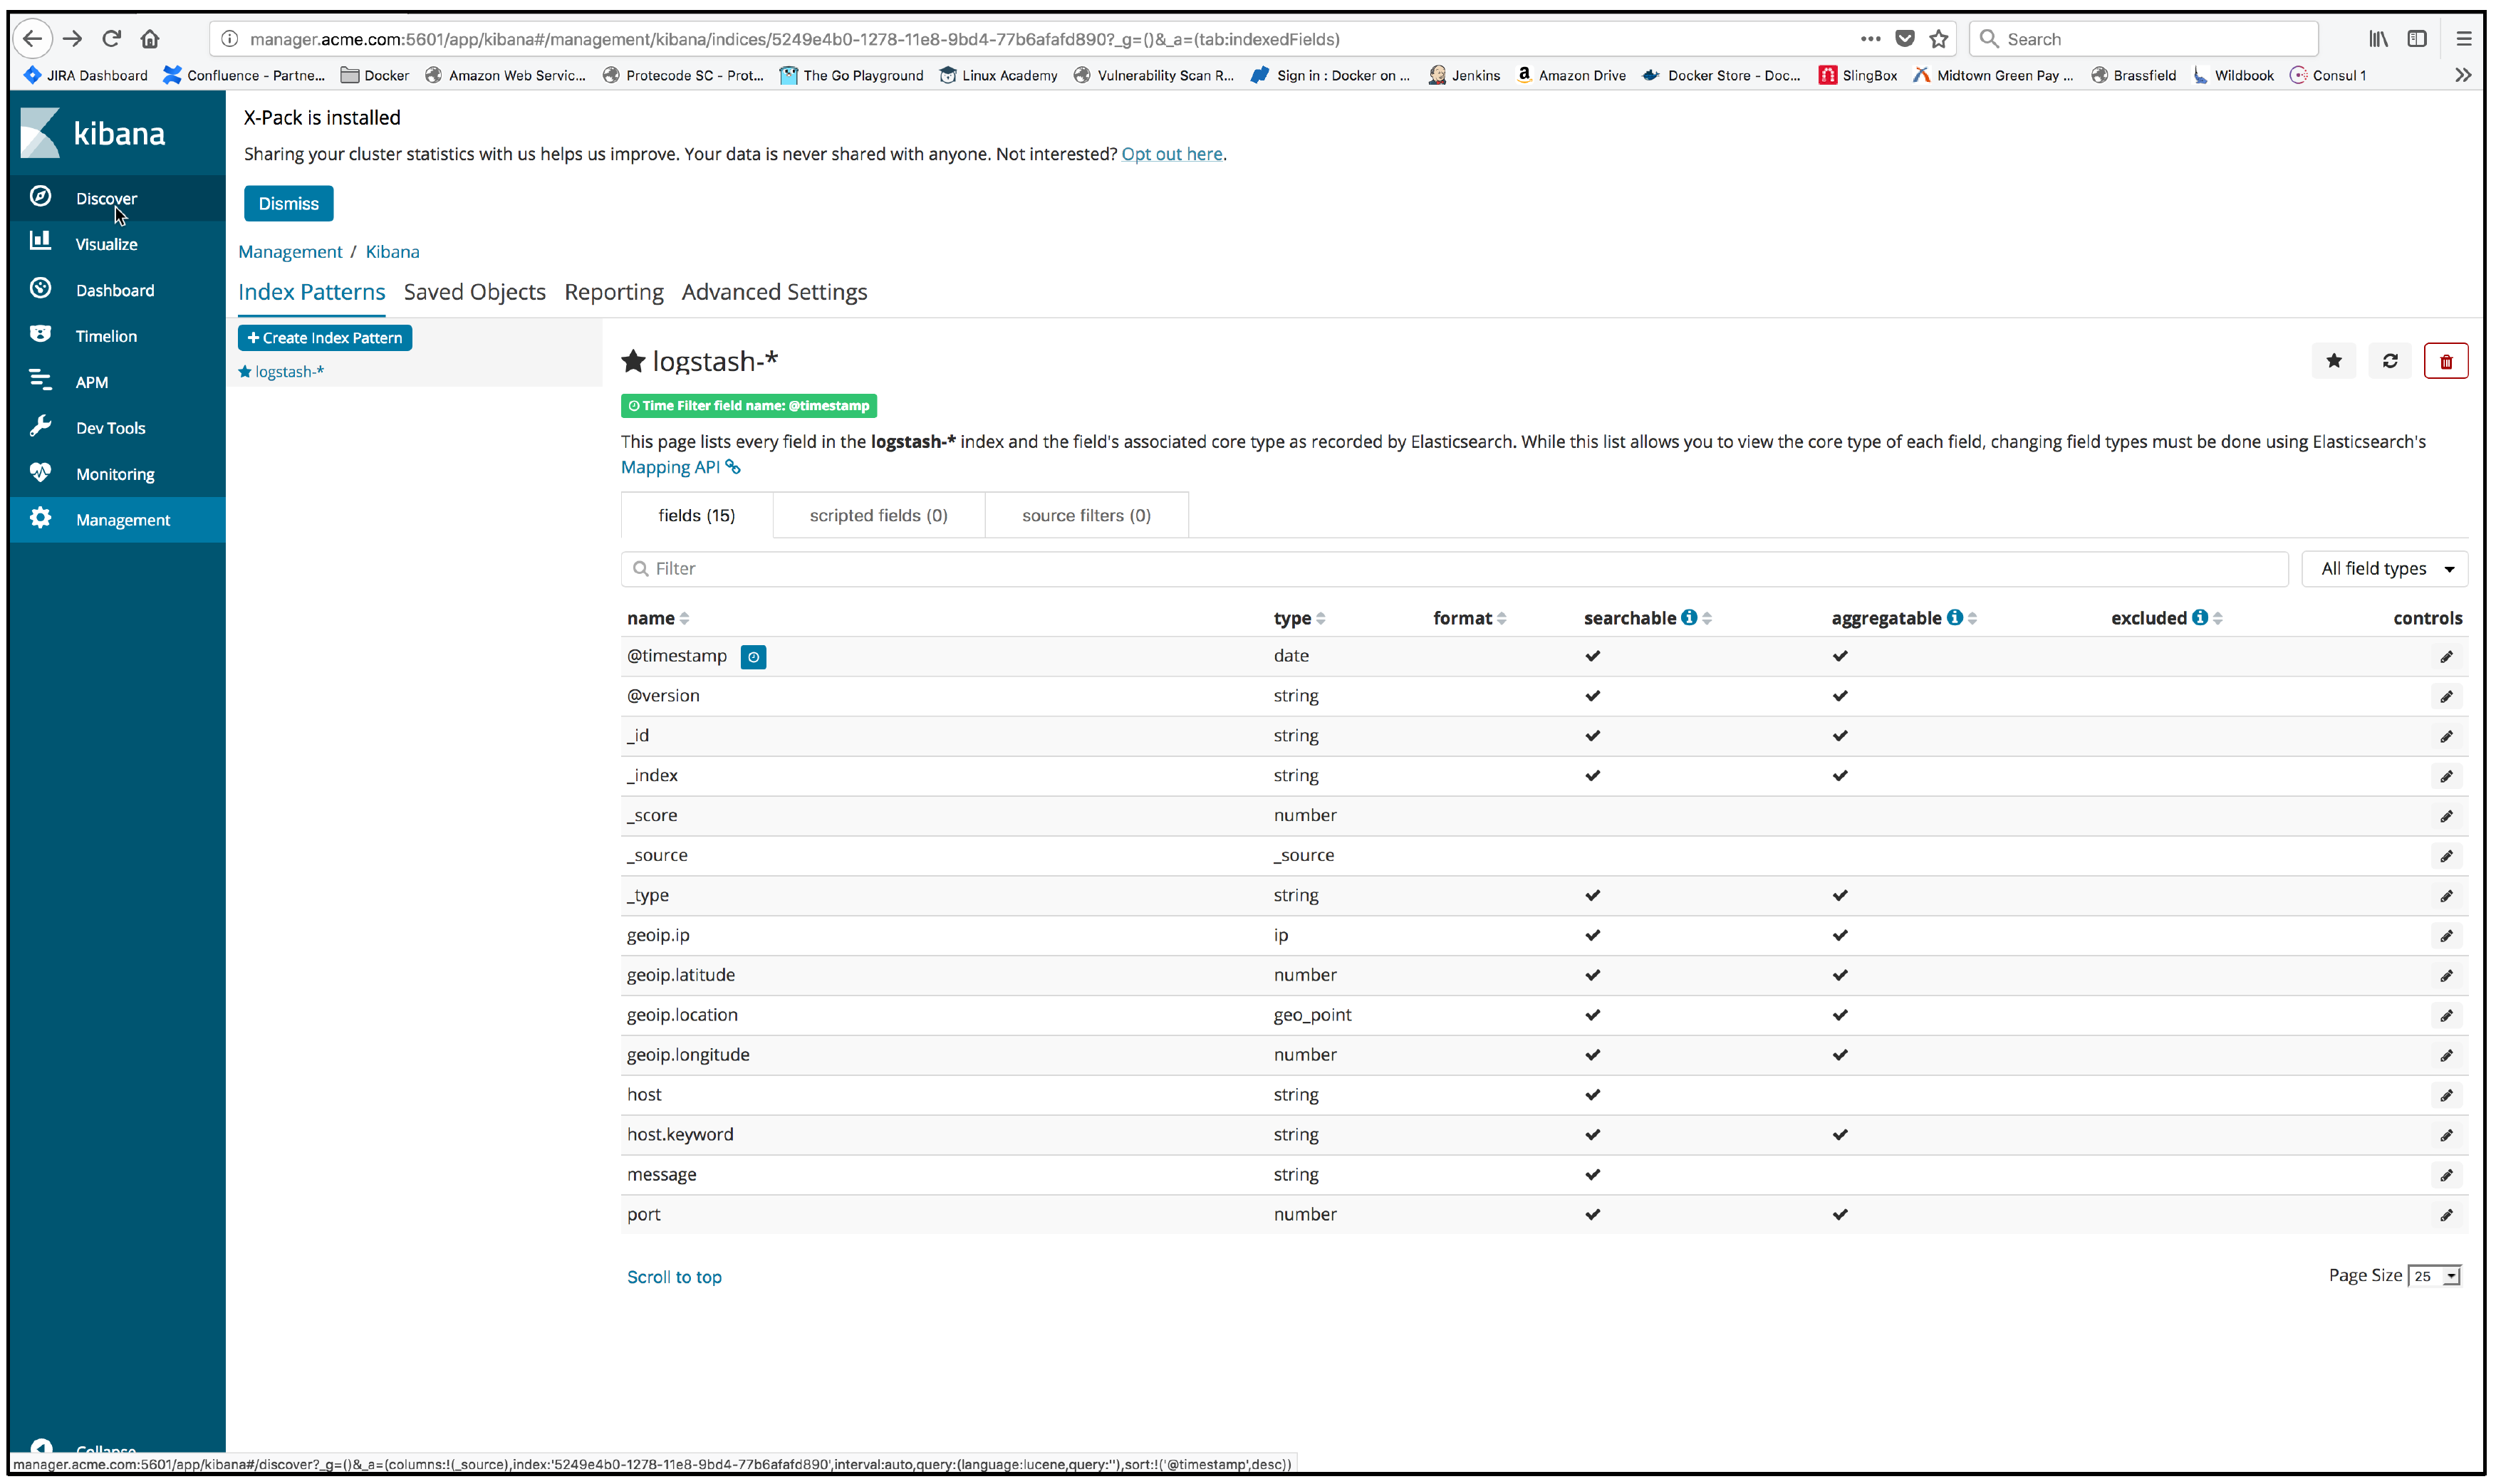 manager.acme.com:5601/app/kibana#/management/kibana/indices/5249e4b0-1278-11e8-9bd4-77b6afafd890?_g=()&_a=(tab:indexedFields)
Search
JIRA Dashboard Confluence - Partne... Docker Amazon Web Servic... Protecode SC - Prot... The Go Playground Linux Academy Vulnerability Scan R... Sign in : Docker on ... Jenkins Amazon Drive Docker Store - Doc... SlingBox Midtown Green Pay ... Brassfield Wildbook Consul 1
kibana
Discover
Visualize
Dashboard
Timelion
APM
Dev Tools
Monitoring
Management
Collapse
X-Pack is installed
Sharing your cluster statistics with us helps us improve. Your data is never shared with anyone. Not interested? Opt out here.
Dismiss
Management / Kibana
Index Patterns Saved Objects Reporting Advanced Settings
+ Create Index Pattern
logstash-*
logstash-*
Time Filter field name: @timestamp
This page lists every field in the logstash-* index and the field's associated core type as recorded by Elasticsearch. While this list allows you to view the core type of each field, changing field types must be done using Elasticsearch's
Mapping API
fields (15) scripted fields (0) source filters (0)
Filter
All field types
name type format searchable aggregatable excluded controls
@timestamp date
@version string
_id string
_index string
_score number
_source _source
_type string
geoip.ip ip
geoip.latitude number
geoip.location geo_point
geoip.longitude number
host string
host.keyword string
message string
port number
Scroll to top
Page Size 25
manager.acme.com:5601/app/kibana#/discover?_g=()&_a=(columns:!(_source),index:'5249e4b0-1278-11e8-9bd4-77b6afafd890',interval:auto,query:(language:lucene,query:''),sort:!('@timestamp',desc))